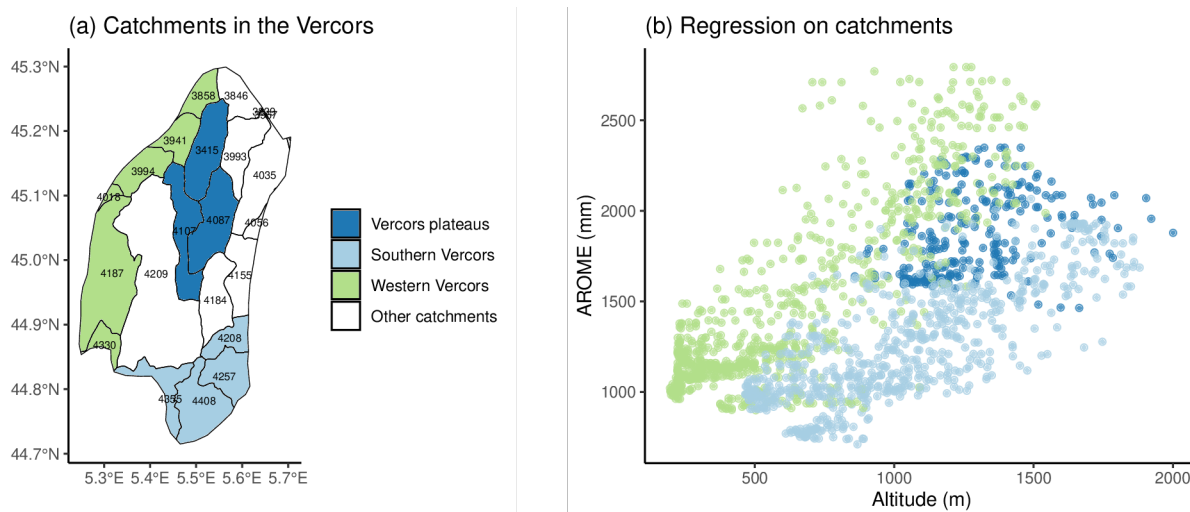 (a) Catchments in the Vercors
45.3°N
45.2°N
45.1°N
45.0°N
44.9°N
44.8°N
44.7°N
3858
3846
3941
3415
3993
3994
4035
4018
4087
4056
4107
4187
4209
4155
4184
4330
4208
4257
4355
4408
5.3°E 5.4°E 5.5°E 5.6°E 5.7°E
Vercors plateaus
Southern Vercors
Western Vercors
Other catchments
(b) Regression on catchments
AROME (mm)
2500
2000
1500
1000
500
1000
1500
2000
Altitude (m)